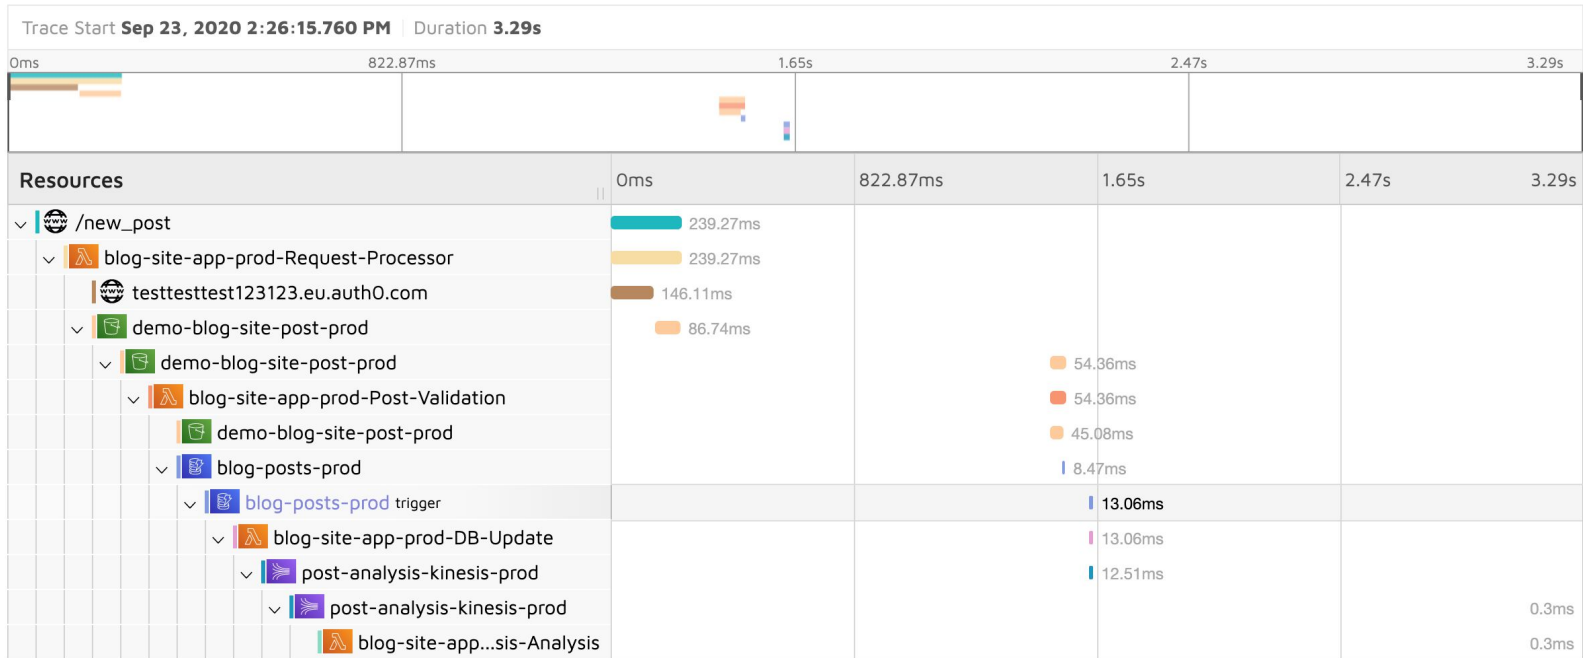 Trace Start Sep 23, 2020 2:26:15.760 PM Duration 3.29s
0ms 822.87ms 1.65s 2.47s 3.29s
Resources 0ms 822.87ms 1.65s 2.47s 3.29s
www /new_post 239.27ms
blog-site-app-prod-Request-Processor 239.27ms
www testtesttest123123.eu.auth0.com 146.11ms
demo-blog-site-post-prod 86.74ms
demo-blog-site-post-prod 54.36ms
blog-site-app-prod-Post-Validation 54.36ms
demo-blog-site-post-prod 45.08ms
blog-posts-prod 8.47ms
blog-posts-prod trigger 13.06ms
blog-site-app-prod-DB-Update 13.06ms
post-analysis-kinesis-prod 12.51ms
post-analysis-kinesis-prod 0.3ms
blog-site-app...sis-Analysis 0.3ms